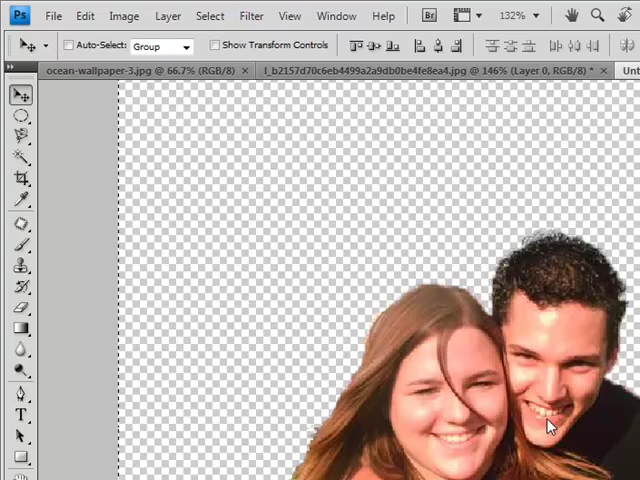 Ps File Edit Image Layer Select Filter View Window Help Br 132%
Auto-Select: Group Show Transform Controls
ocean-wallpaper-3.jpg @ 66.7% (RGB/8) × l_b2157d70c6eb4499a2a9db0be4fe8ea4.jpg @ 146% (Layer 0, RGB/8) * × Unt
T